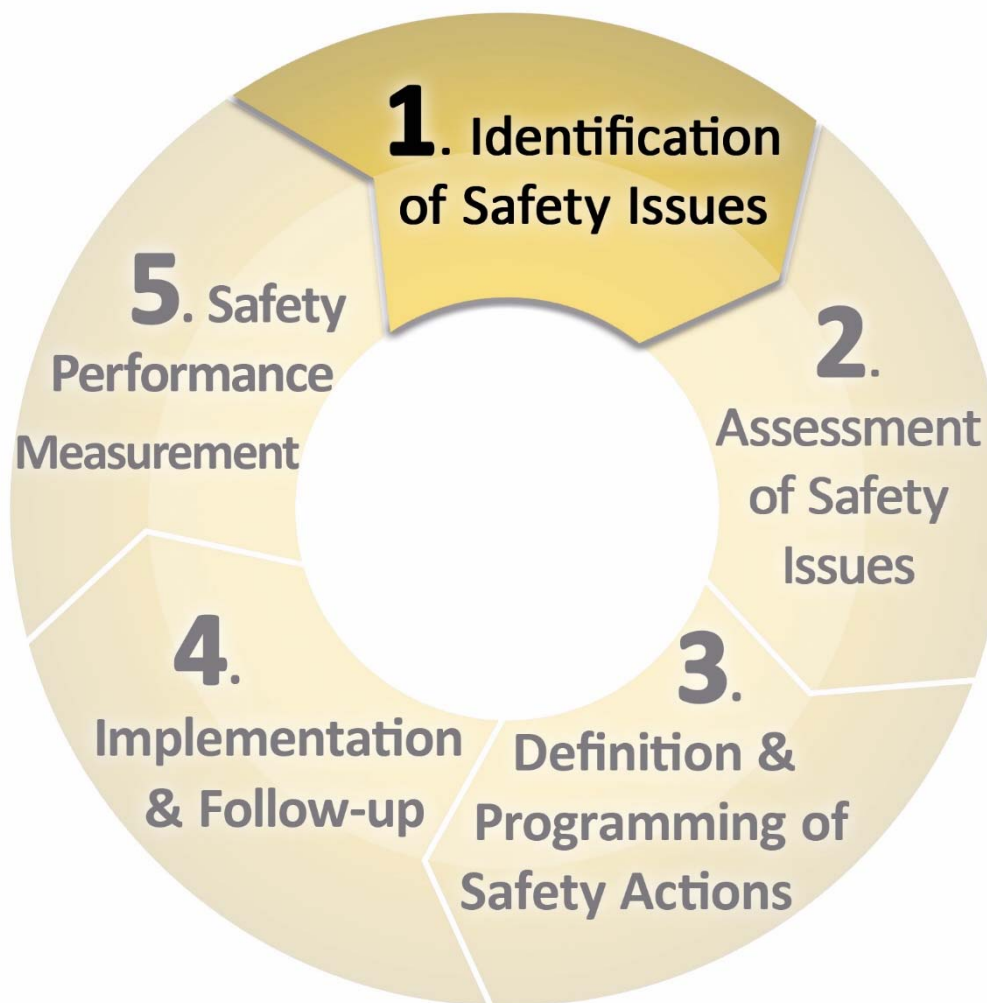 1. Identification
of Safety Issues
2.
Assessment
of Safety
Issues
3.
Definition &
Programming of
Safety Actions
4.
Implementation
& Follow-up
5. Safety
Performance
Measurement